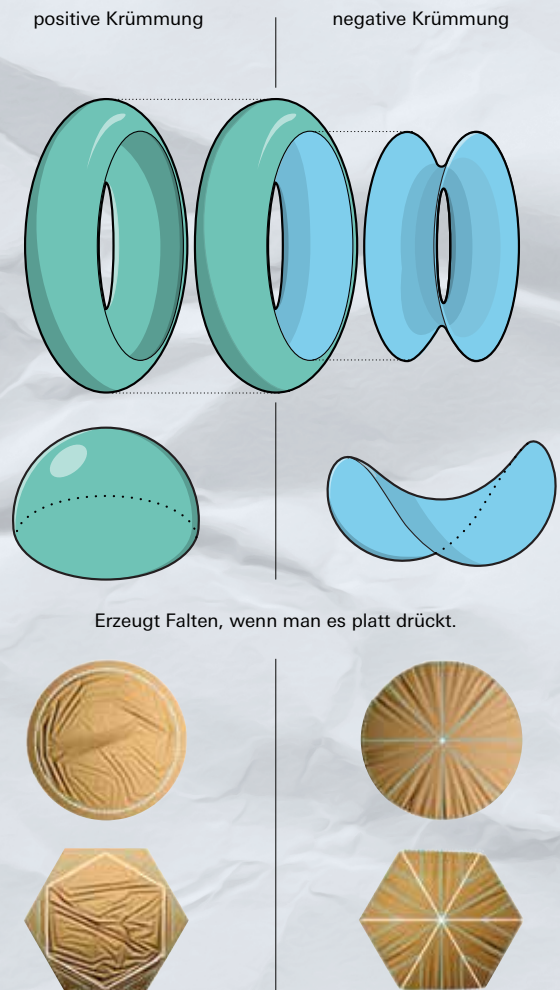 positive Krümmung
negative Krümmung
Erzeugt Falten, wenn man es platt drückt.